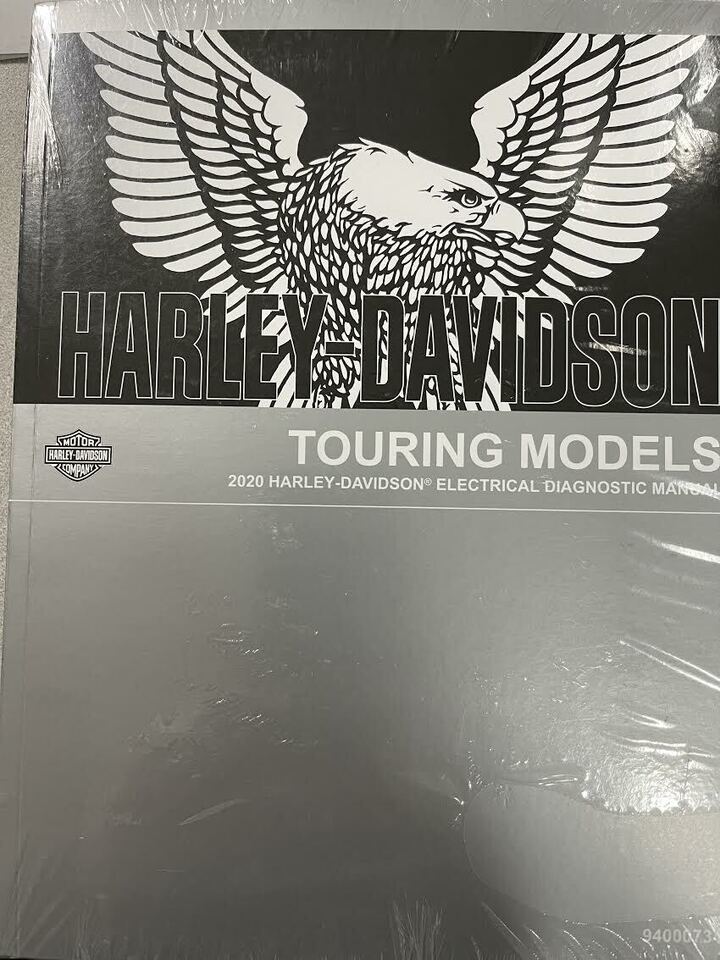 HARLEY-DAVIDSON
MOTOR
HARLEY-DAVIDSON
COMPANY
TOURING MODELS
2020 HARLEY-DAVIDSON® ELECTRICAL DIAGNOSTIC MANUAL